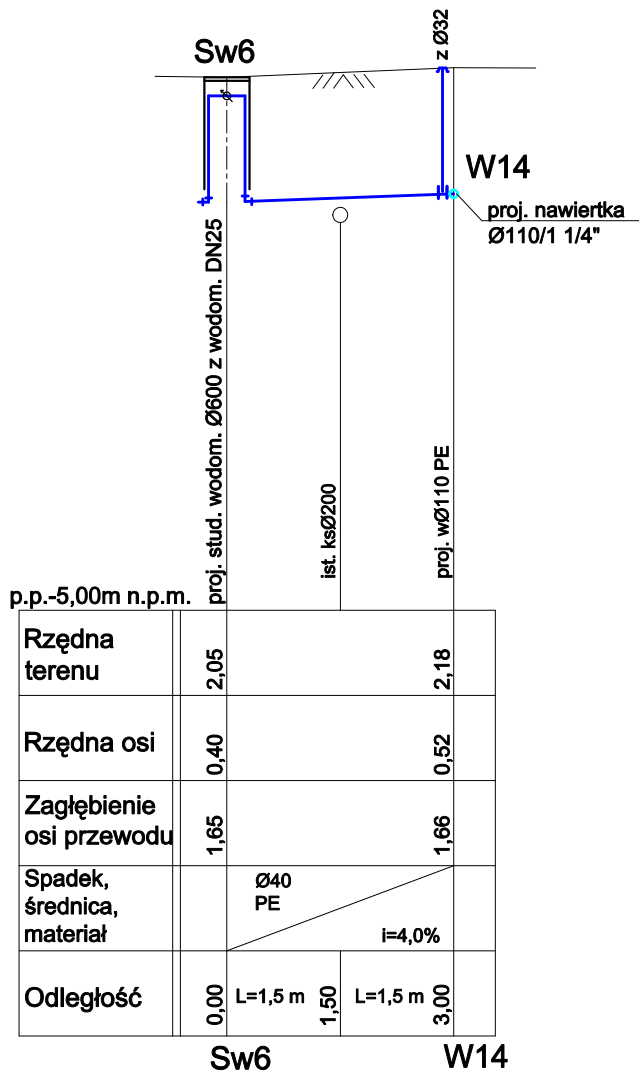 Sw6
z Ø32
W14
proj. nawiertka
Ø110/1 1/4"
proj. stud. wodom. Ø600 z wodom. DN25
ist. ksØ200
proj. wØ110 PE
p.p.-5,00m n.p.m.
Rzędna
terenu
2,05
2,18
Rzędna osi
0,40
0,52
Zagłębienie
osi przewodu
1,65
1,66
Spadek,
średnica,
materiał
Ø40
PE
i=4,0%
Odległość
0,00
L=1,5 m
1,50
L=1,5 m
3,00
Sw6
W14